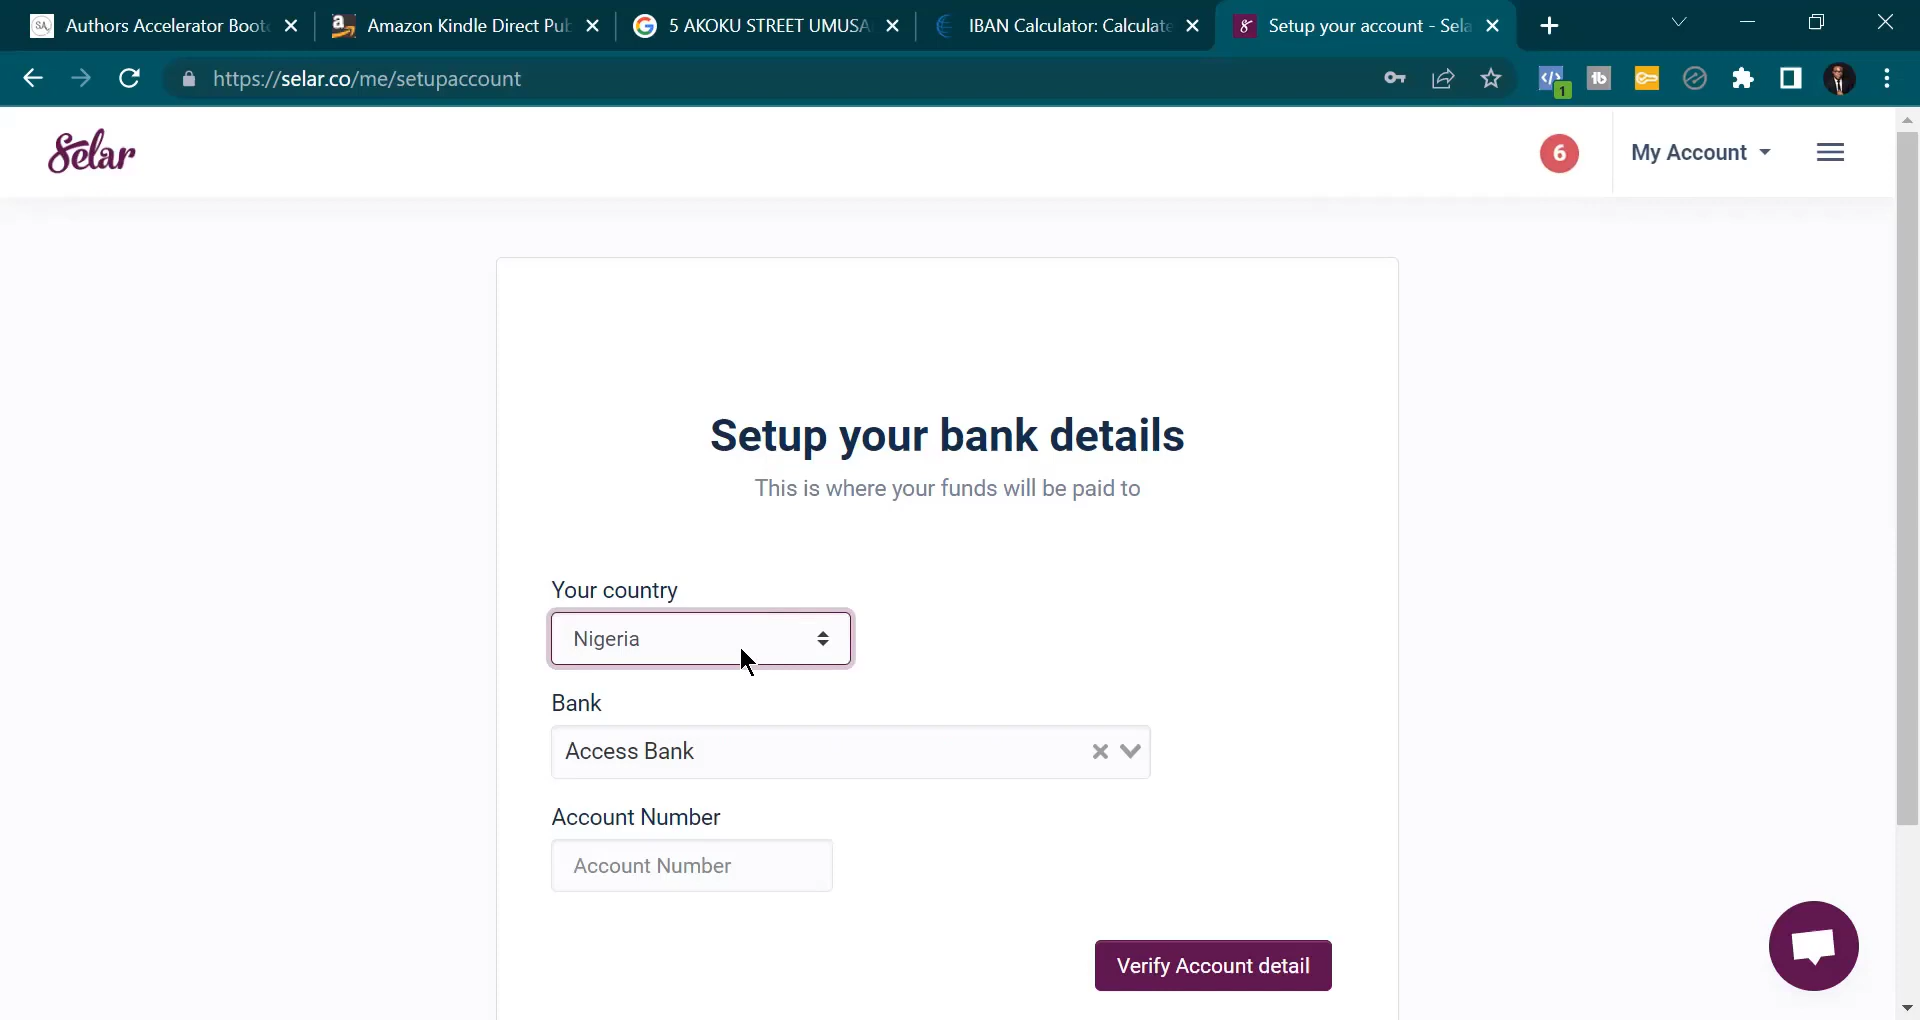 Authors Accelerator Boot
Amazon Kindle Direct Pub
5 AKOKU STREET UMUSA
IBAN Calculator: Calculate
Setup your account - Sela
https://selar.co/me/setupaccount
1
Selar
6
My Account
Setup your bank details
This is where your funds will be paid to
Your country
Nigeria
Bank
Access Bank
Account Number
Account Number
Verify Account detail